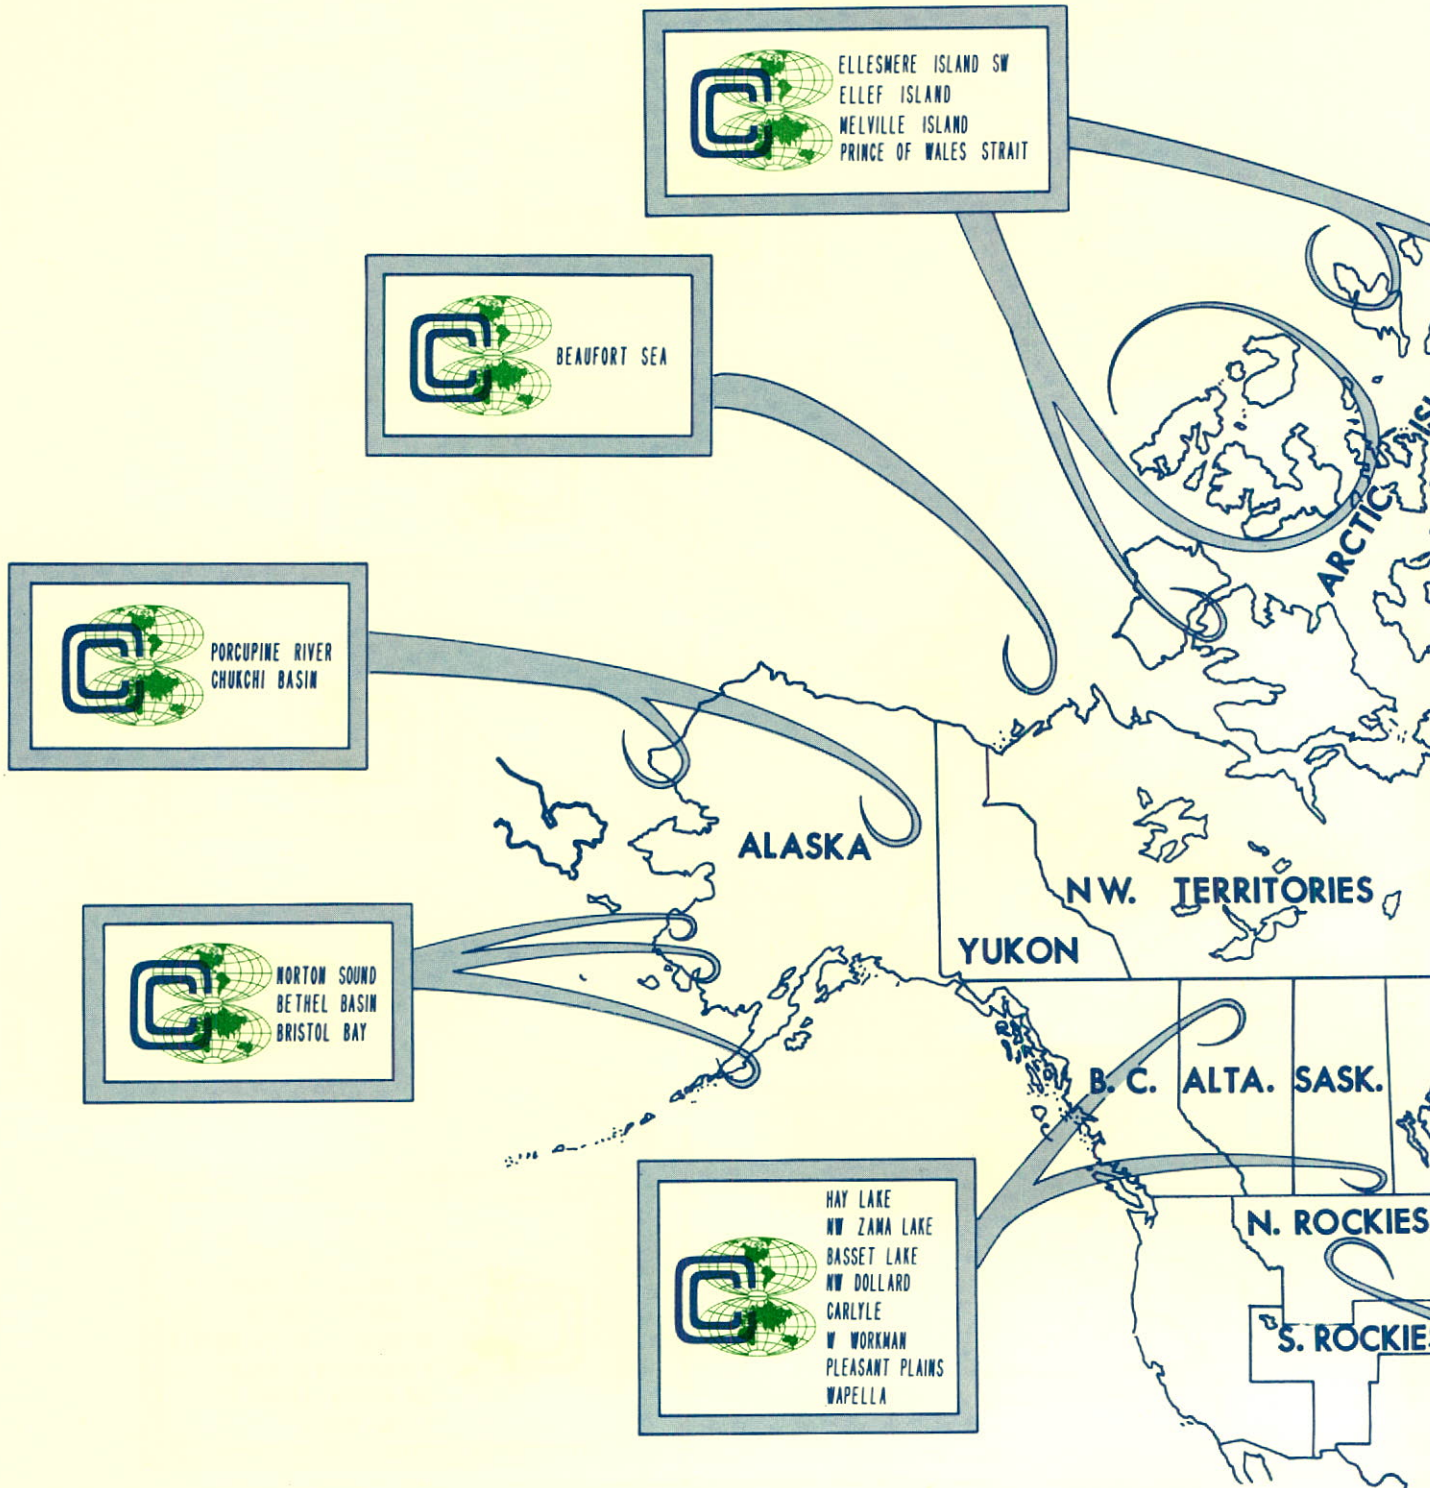 ELLESMERE ISLAND SW
ELLEF ISLAND
MELVILLE ISLAND
PRINCE OF WALES STRAIT
BEAUFORT SEA
ARCTIC ISL
PORCUPINE RIVER
CHUKCHI BASIN
ALASKA
NW. TERRITORIES
YUKON
NORTON SOUND
BETHEL BASIN
BRISTOL BAY
B. C.
ALTA.
SASK.
HAY LAKE
NW ZAMA LAKE
BASSET LAKE
NW DOLLARD
CARLYLE
W WORKMAN
PLEASANT PLAINS
WAPELLA
N. ROCKIES
S. ROCKIES